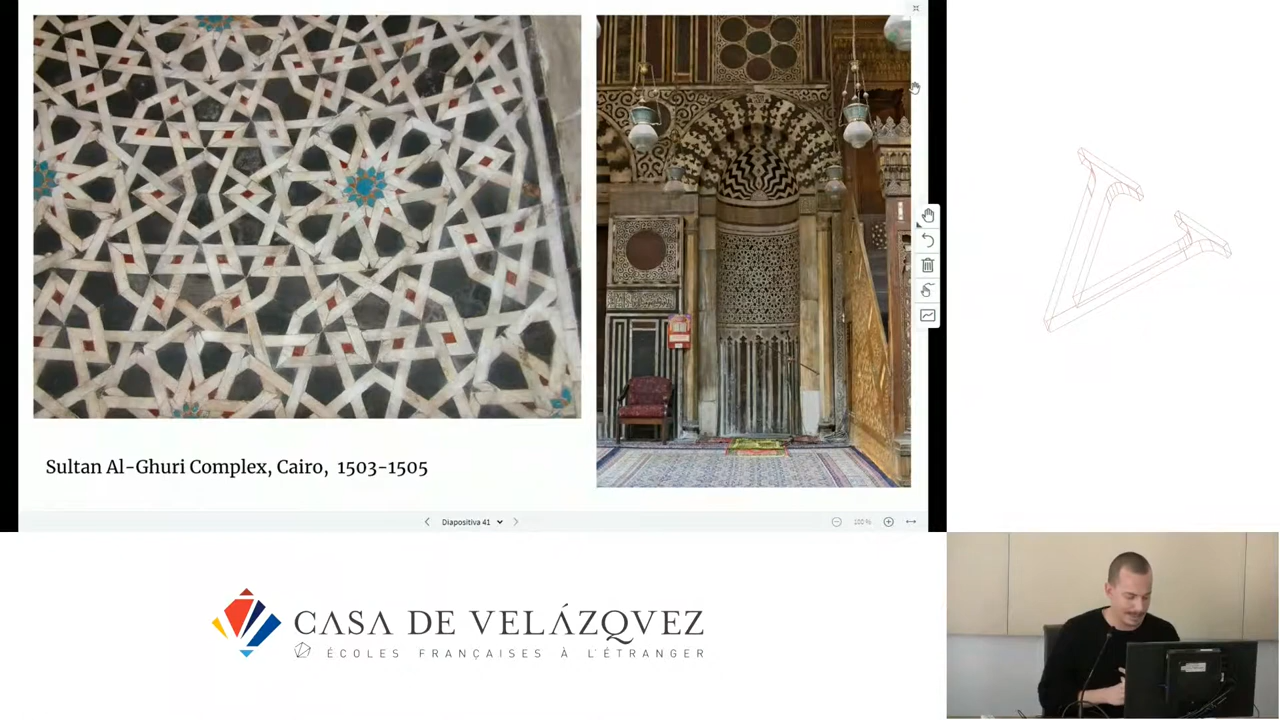 Sultan Al-Ghuri Complex, Cairo, 1503-1505
Diapositiva 41
100 %
CASA DE VELÁZQVEZ
ÉCOLES FRANÇAISES À L'ÉTRANGER